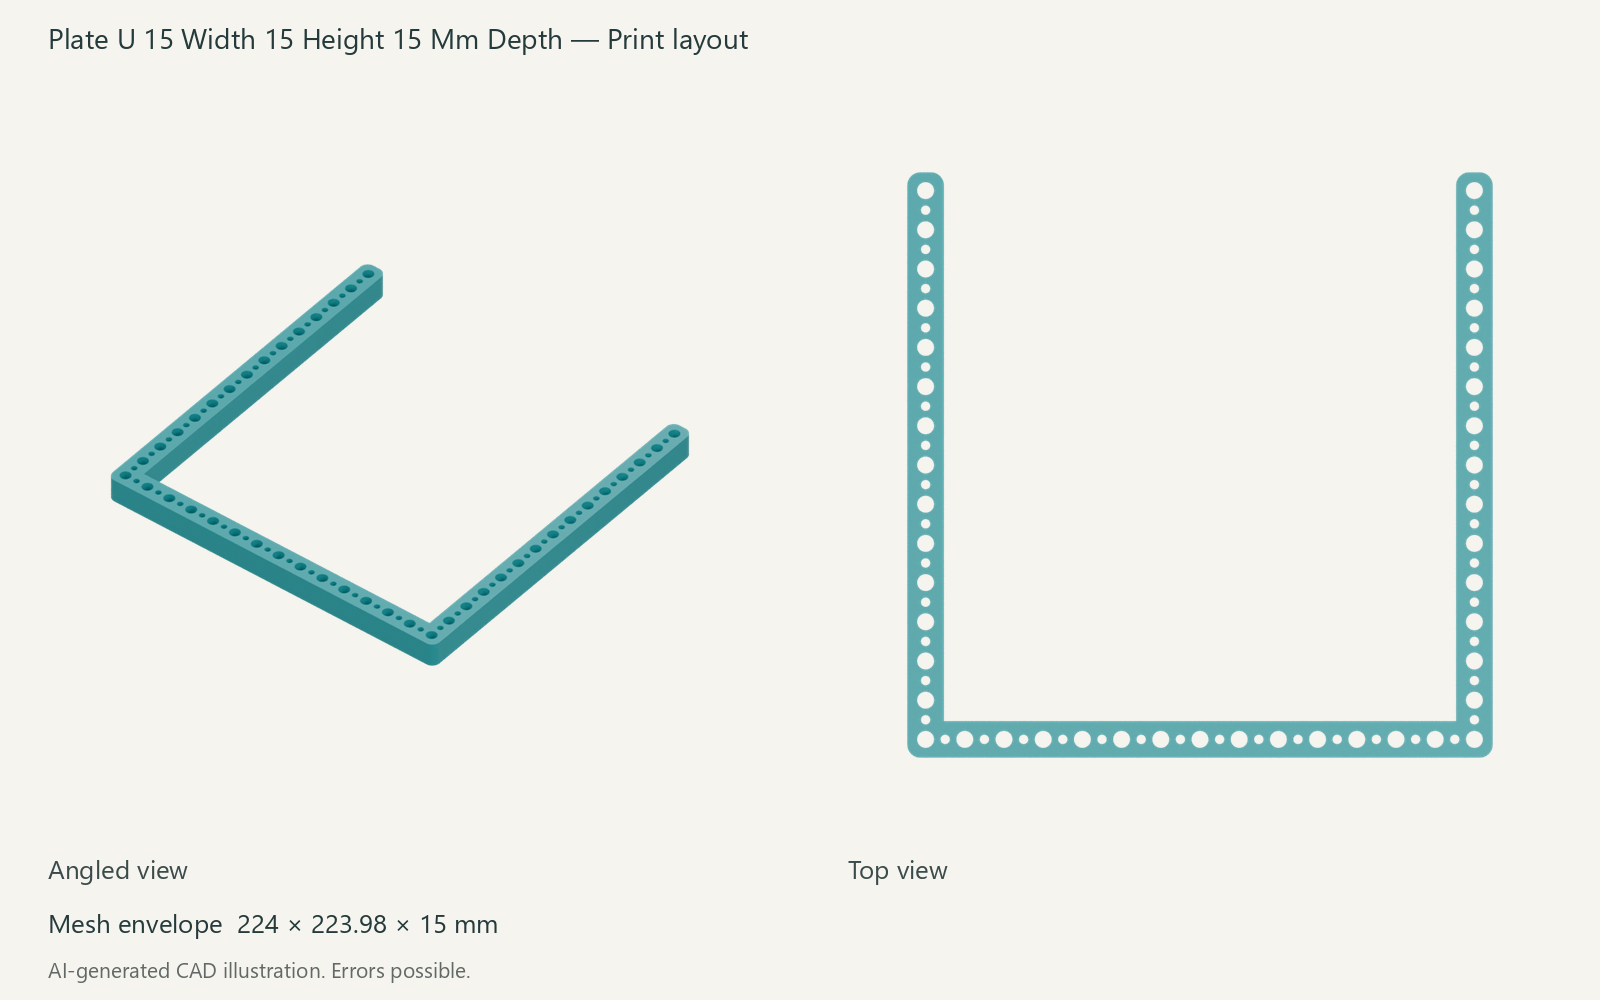 Plate U 15 Width 15 Height 15 Mm Depth — Print layout
Angled view
Top view
Mesh envelope 224 × 223.98 × 15 mm
AI-generated CAD illustration. Errors possible.